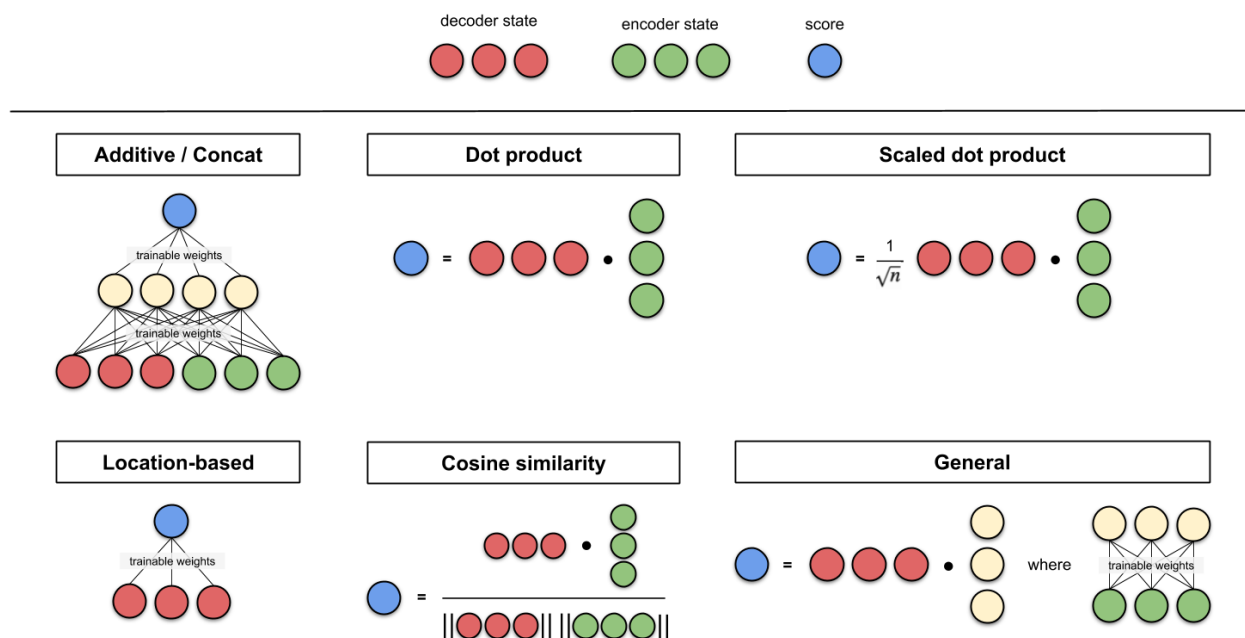 decoder state
encoder state
score
Additive / Concat
Dot product
Scaled dot product
trainable weights
trainable weights
=
•
= 1/√n
•
Location-based
Cosine similarity
General
trainable weights
•
=
|| || || ||
=
•
where
trainable weights